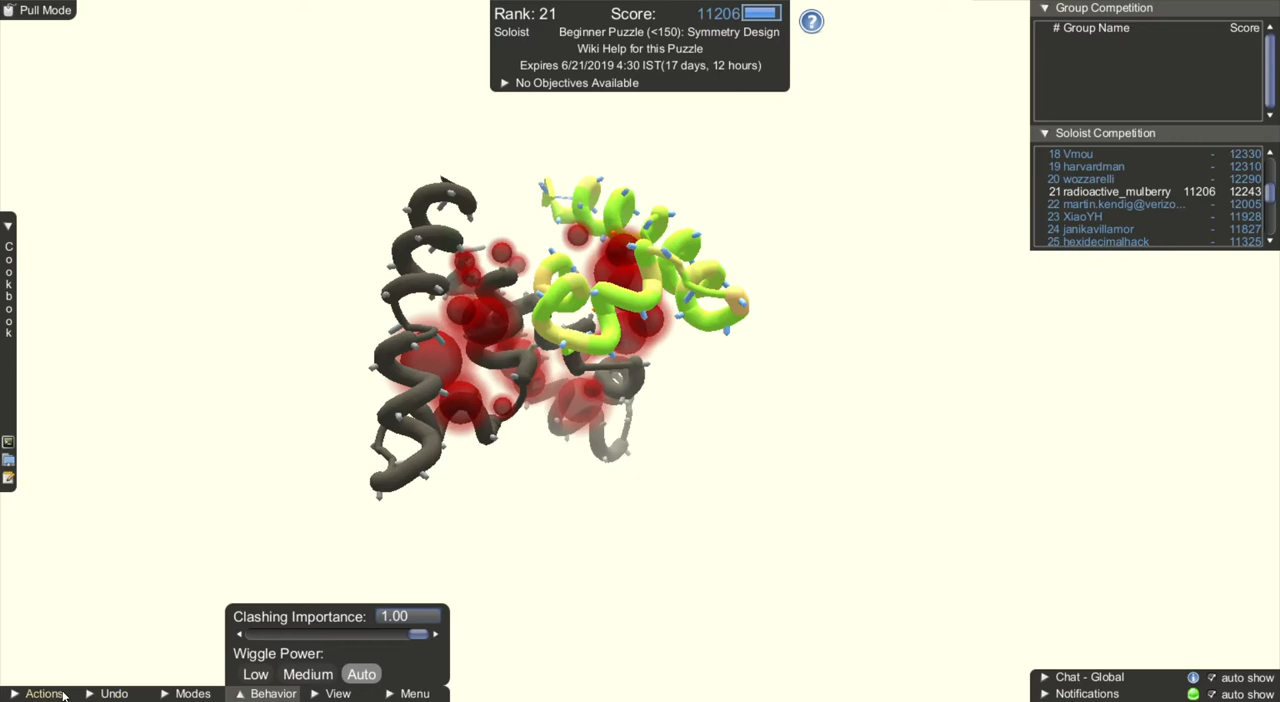 Pull Mode
Rank: 21 Score: 11206
Soloist Beginner Puzzle (<150): Symmetry Design
Wiki Help for this Puzzle
Expires 6/21/2019 4:30 IST(17 days, 12 hours)
No Objectives Available
?
Group Competition
# Group Name Score
Soloist Competition
18 Vmou - 12330
19 harvardman - 12310
20 wozzarelli - 12290
21 radioactive_mulberry 11206 12243
22 martin.kendig@verizo... - 12005
23 XiaoYH - 11928
24 janikavillamor - 11827
25 hexidecimalhack - 11325
Cookbook
Clashing Importance: 1.00
Wiggle Power:
Low Medium Auto
Actions Undo Modes Behavior View Menu
Chat - Global auto show
Notifications auto show